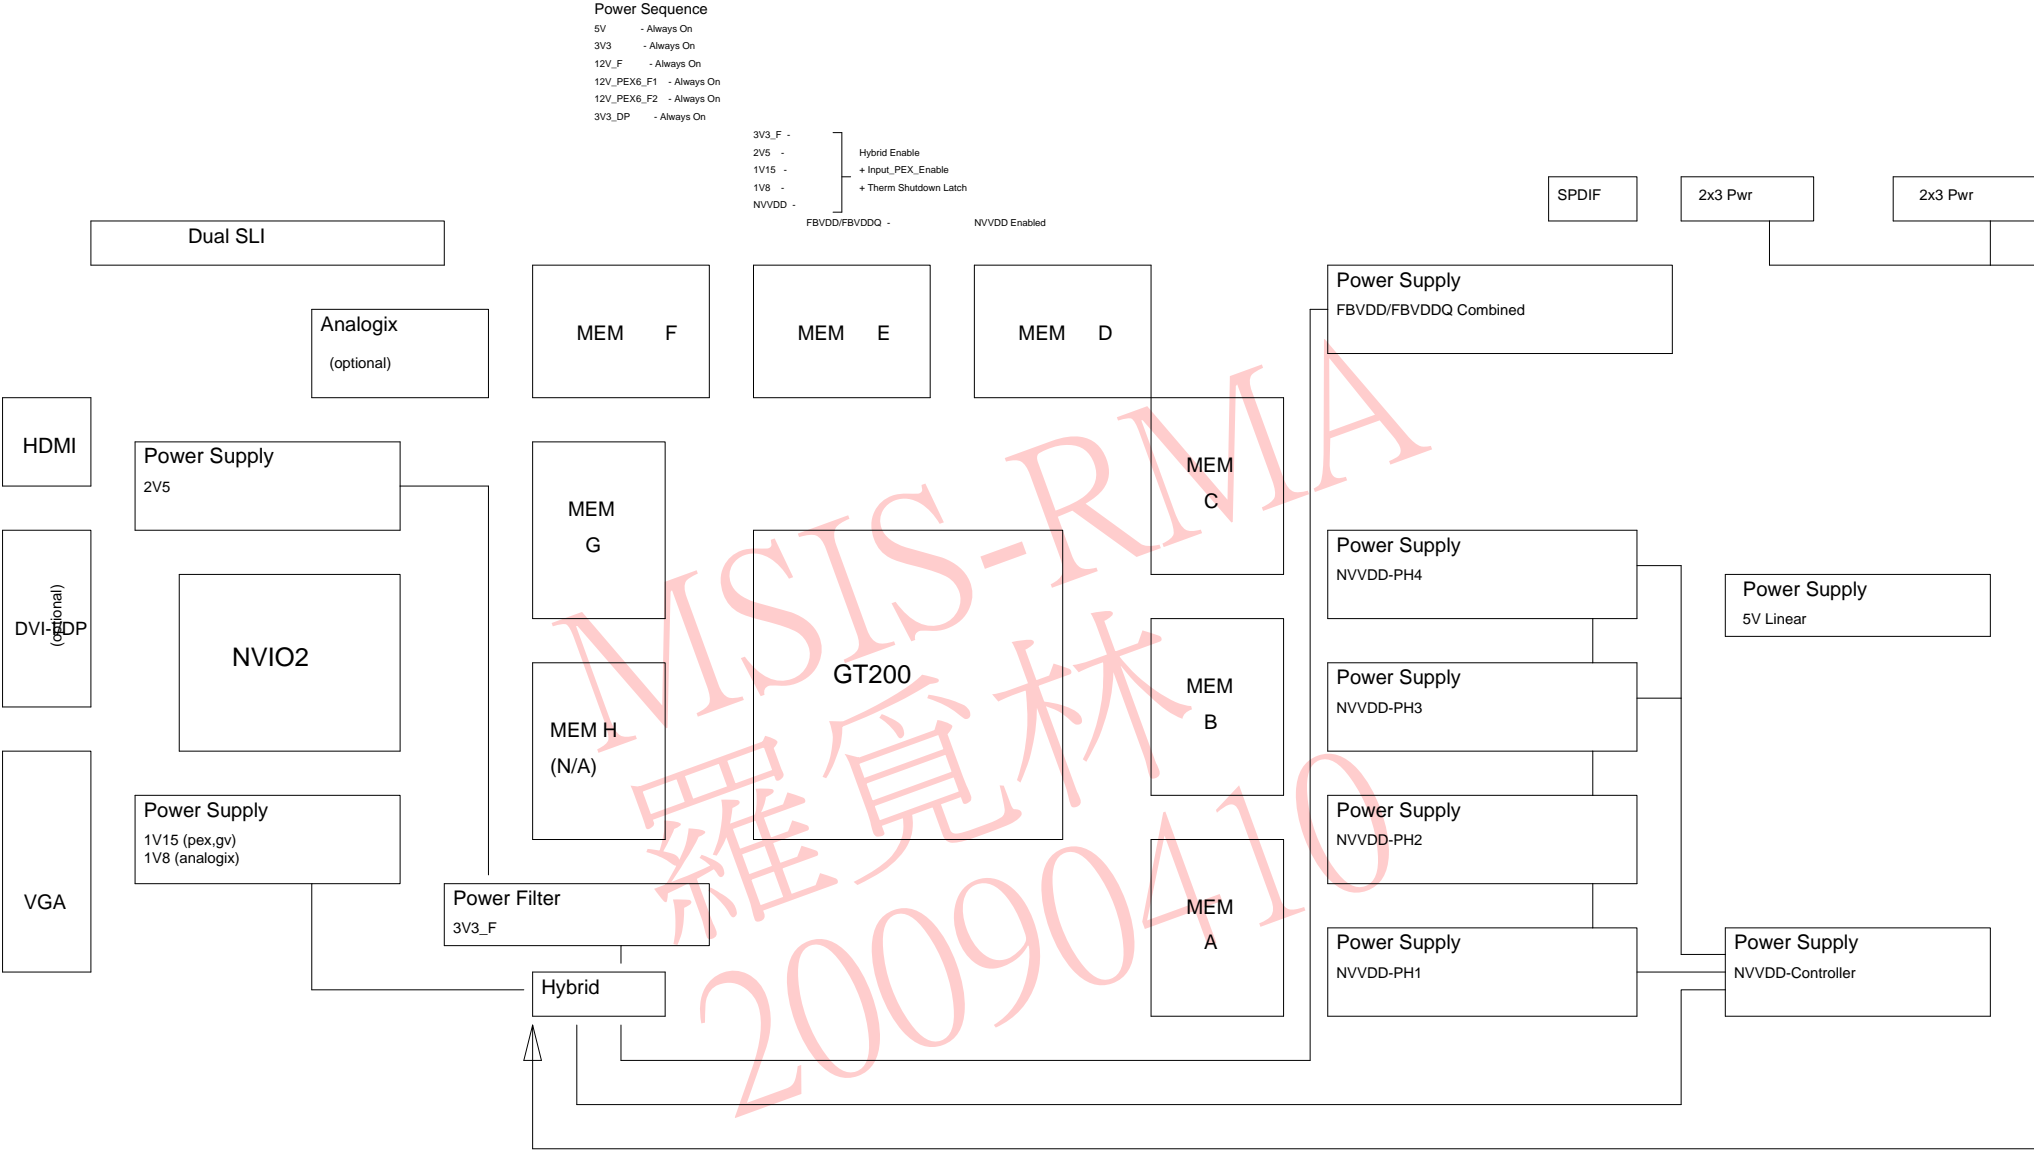 Power Sequence
5V - Always On
3V3 - Always On
12V_F - Always On
12V_PEX6_F1 - Always On
12V_PEX6_F2 - Always On
3V3_DP - Always On
3V3_F -
2V5 - Hybrid Enable
1V15 - + Input_PEX_Enable
1V8 - + Therm Shutdown Latch
NVVDD -
FBVDD/FBVDDQ - NVVDD Enabled
SPDIF
2x3 Pwr
2x3 Pwr
Dual SLI
Analogix
(optional)
MEM F
MEM E
MEM D
Power Supply
FBVDD/FBVDDQ Combined
HDMI
Power Supply
2V5
MEM
G
MEM
C
Power Supply
NVVDD-PH4
Power Supply
5V Linear
DVI-I
DP
(optional)
NVIO2
GT200
MEM H
(N/A)
MEM
B
Power Supply
NVVDD-PH3
Power Supply
1V15 (pex,gv)
1V8 (analogix)
Power Supply
NVVDD-PH2
VGA
Power Filter
3V3_F
MEM
A
Power Supply
NVVDD-PH1
Power Supply
NVVDD-Controller
Hybrid
MSIS-RMA
羅覓林
20090410